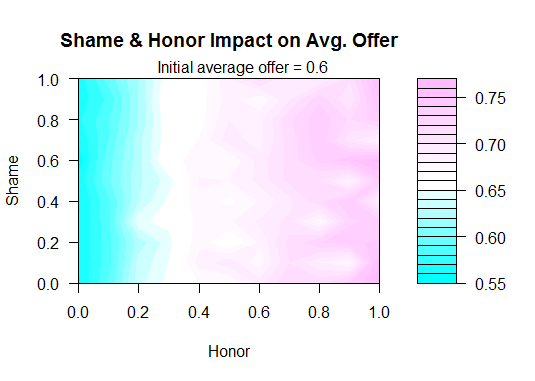 Shame & Honor Impact on Avg. Offer
Initial average offer = 0.6
1.0
0.8
0.6
0.4
0.2
0.0
Shame
0.0 0.2 0.4 0.6 0.8 1.0
Honor
0.75
0.70
0.65
0.60
0.55